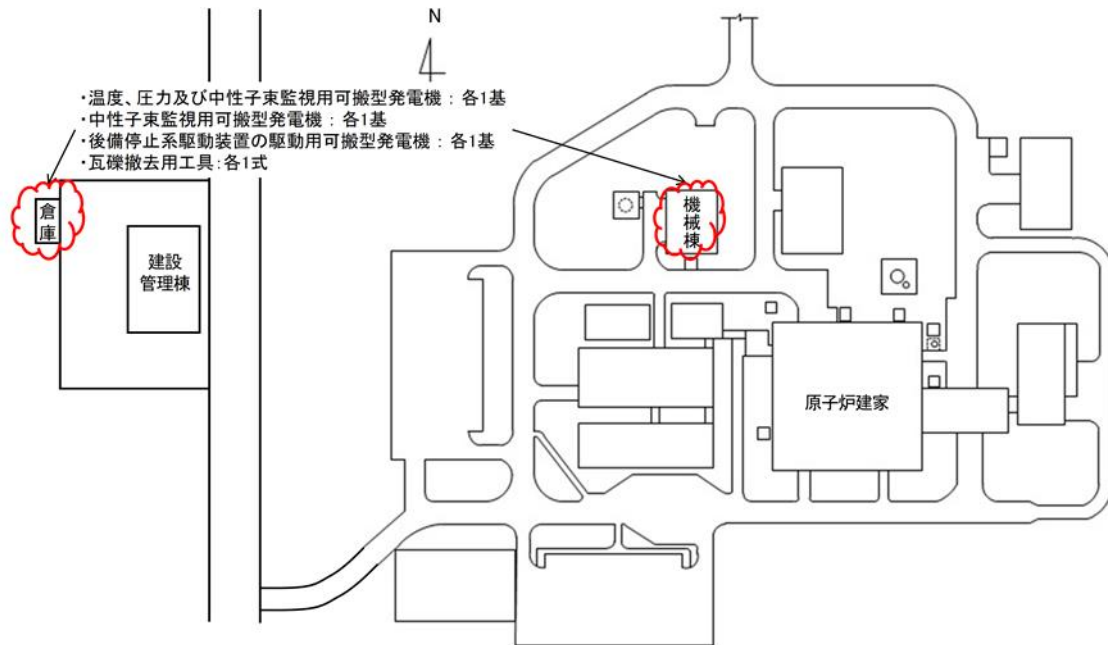 N
・温度、圧力及び中性子束監視用可搬型発電機：各1基
・中性子束監視用可搬型発電機：各1基
・後備停止系駆動装置の駆動用可搬型発電機：各1基
・瓦礫撤去用工具：各1式
倉庫
機械棟
建設
管理棟
原子炉建家